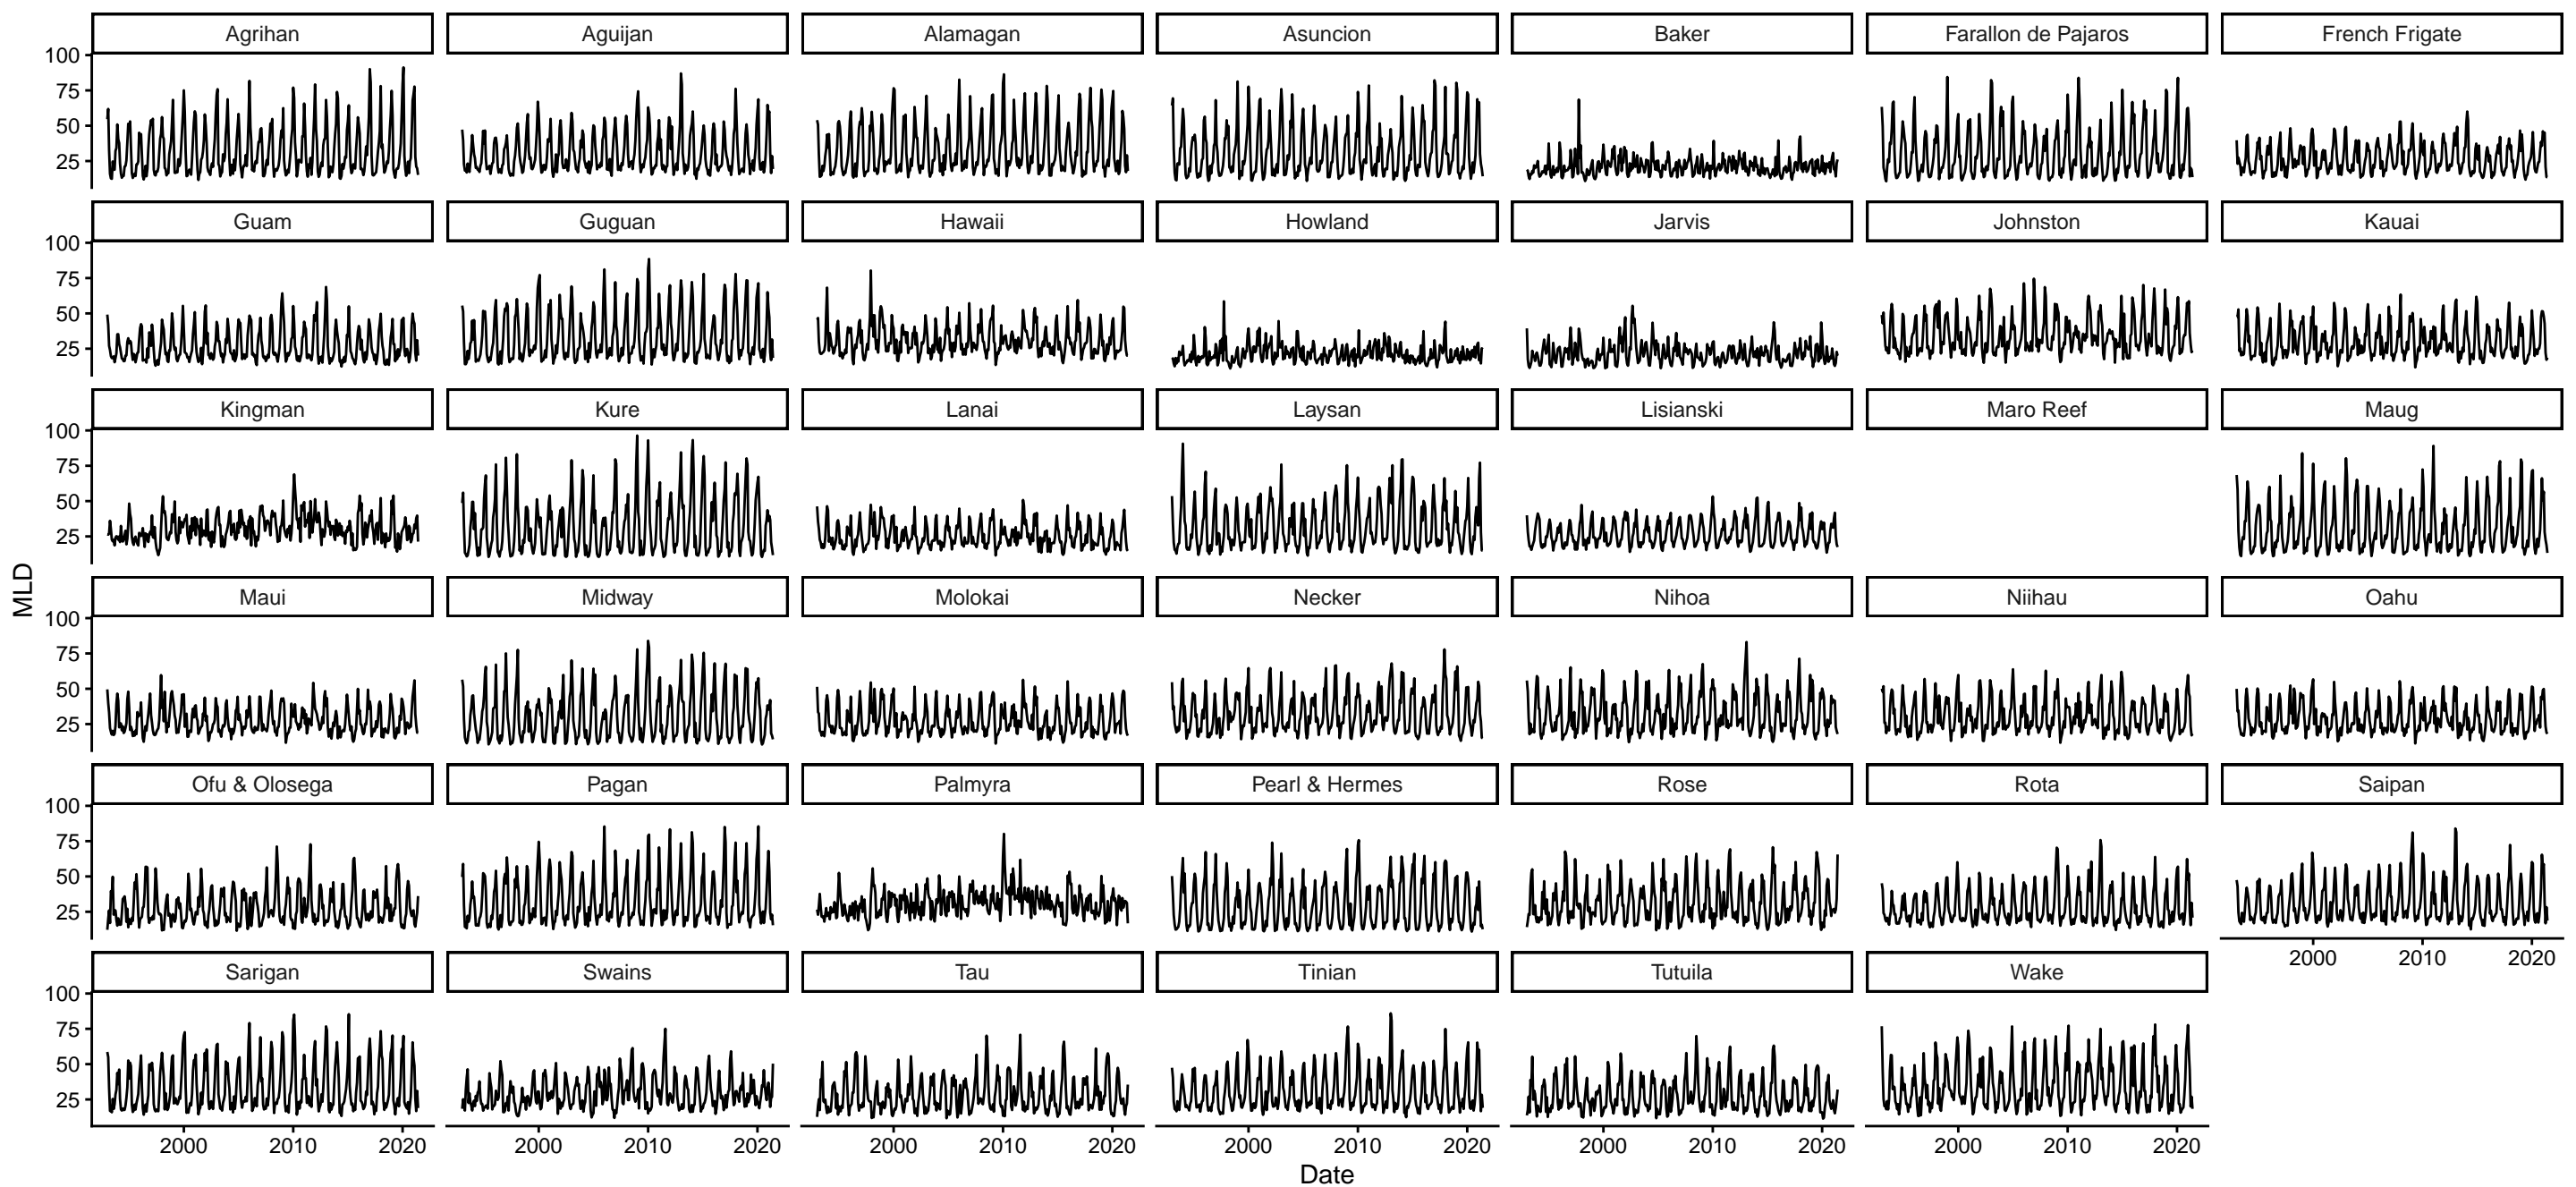 Agrihan Aguijan Alamagan Asuncion Baker Farallon de Pajaros French Frigate
100
75
50
25
Guam Guguan Hawaii Howland Jarvis Johnston Kauai
100
75
50
25
Kingman Kure Lanai Laysan Lisianski Maro Reef Maug
100
75
50
25
MLD
Maui Midway Molokai Necker Nihoa Niihau Oahu
100
75
50
25
Ofu & Olosega Pagan Palmyra Pearl & Hermes Rose Rota Saipan
100
75
50
25
2000 2010 2020
Sarigan Swains Tau Tinian Tutuila Wake
100
75
50
25
2000 2010 2020 2000 2010 2020 2000 2010 2020 2000 2010 2020 2000 2010 2020 2000 2010 2020
Date